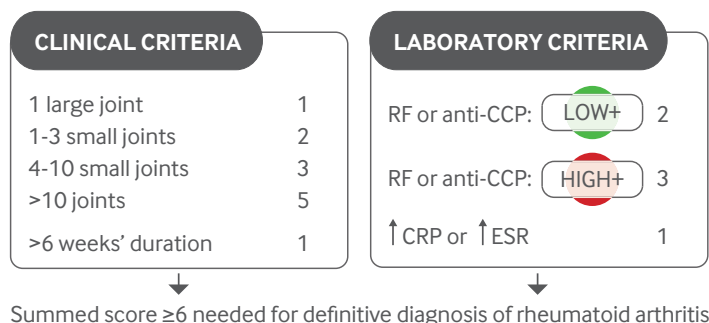 CLINICAL CRITERIA
1 large joint 1
1-3 small joints 2
4-10 small joints 3
>10 joints 5
>6 weeks’ duration 1
LABORATORY CRITERIA
RF or anti-CCP: LOW+ 2
RF or anti-CCP: HIGH+ 3
↑CRP or ↑ESR 1
Summed score ≥6 needed for definitive diagnosis of rheumatoid arthritis